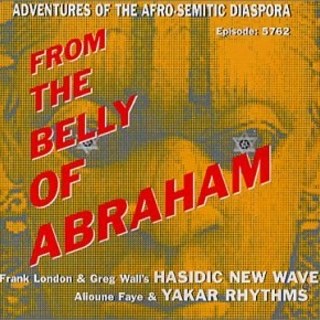 ADVENTURES OF THE AFRO-SEMITIC DIASPORA
Episode: 5762
FROM
THE
BELLY
OF
ABRAHAM
Frank London & Greg Wall's HASIDIC NEW WAVE
Alioune Faye & YAKAR RHYTHMS